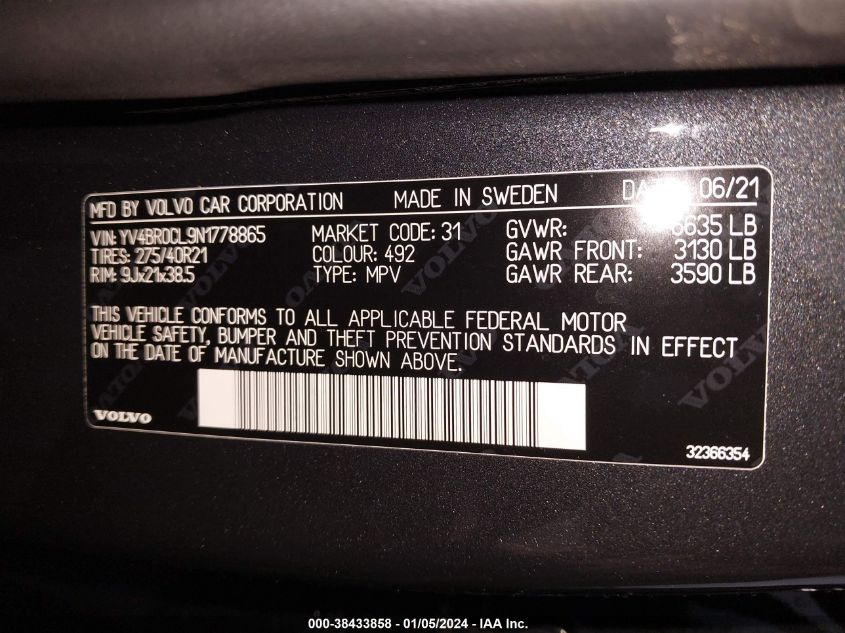 MFD BY VOLVO CAR CORPORATION MADE IN SWEDEN 06/21
VIN: YV4BR0CL9N1778865 MARKET CODE: 31 GVWR: 6635 LB
TIRES: 275/40R21 COLOUR: 492 GAWR FRONT: 3130 LB
RIM: 9Jx21x38.5 TYPE: MPV GAWR REAR: 3590 LB
THIS VEHICLE CONFORMS TO ALL APPLICABLE FEDERAL MOTOR
VEHICLE SAFETY, BUMPER AND THEFT PREVENTION STANDARDS IN EFFECT
ON THE DATE OF MANUFACTURE SHOWN ABOVE.
VOLVO
32366354
000-38433858 - 01/05/2024 - IAA Inc.